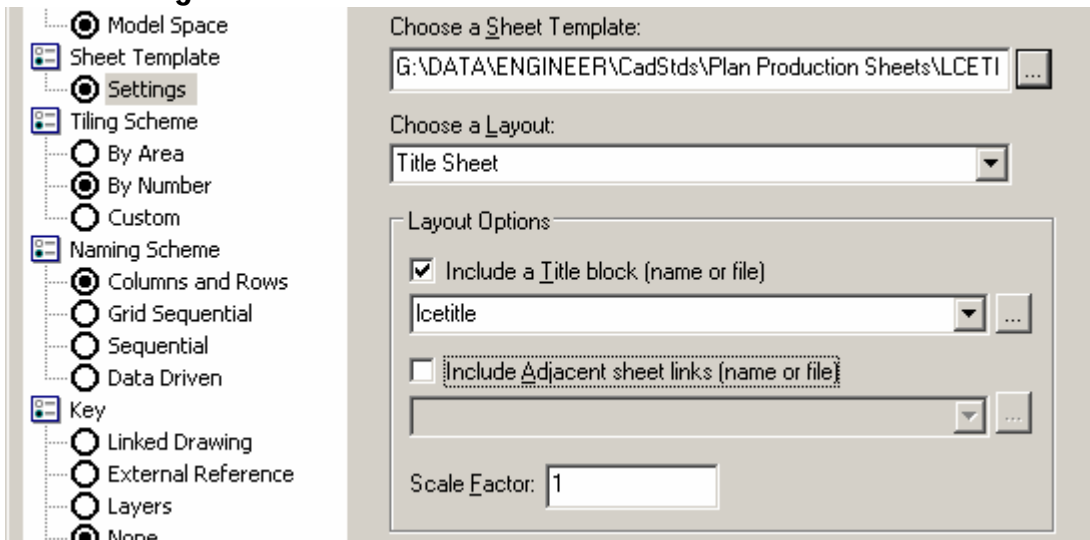 Model Space
Sheet Template
Settings
Tiling Scheme
By Area
By Number
Custom
Naming Scheme
Columns and Rows
Grid Sequential
Sequential
Data Driven
Key
Linked Drawing
External Reference
Layers
None
Choose a Sheet Template:
G:\DATA\ENGINEER\CadStds\Plan Production Sheets\LCETI
...
Choose a Layout:
Title Sheet
Layout Options
Include a Title block (name or file)
lcetitle
...
Include Adjacent sheet links (name or file)
...
Scale Factor: 1